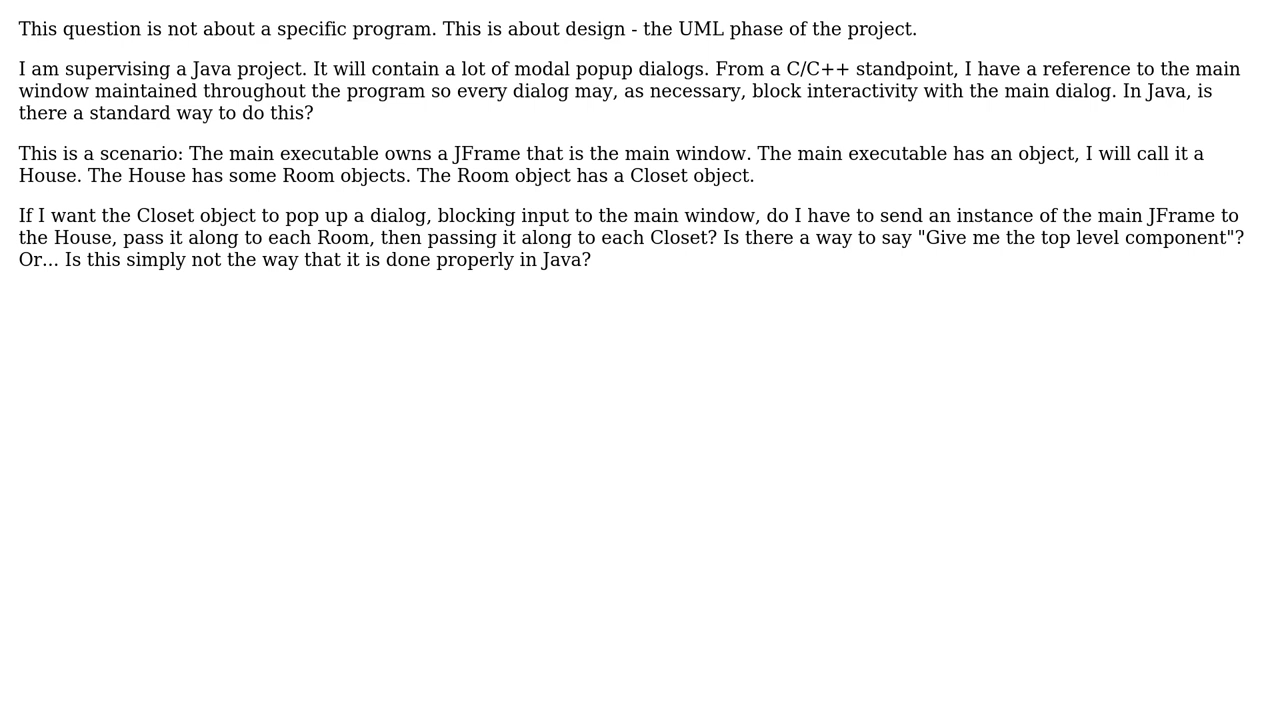 This question is not about a specific program. This is about design - the UML phase of the project.
I am supervising a Java project. It will contain a lot of modal popup dialogs. From a C/C++ standpoint, I have a reference to the main
window maintained throughout the program so every dialog may, as necessary, block interactivity with the main dialog. In Java, is
there a standard way to do this?
This is a scenario: The main executable owns a JFrame that is the main window. The main executable has an object, I will call it a
House. The House has some Room objects. The Room object has a Closet object.
If I want the Closet object to pop up a dialog, blocking input to the main window, do I have to send an instance of the main JFrame to
the House, pass it along to each Room, then passing it along to each Closet? Is there a way to say "Give me the top level component"?
Or... Is this simply not the way that it is done properly in Java?